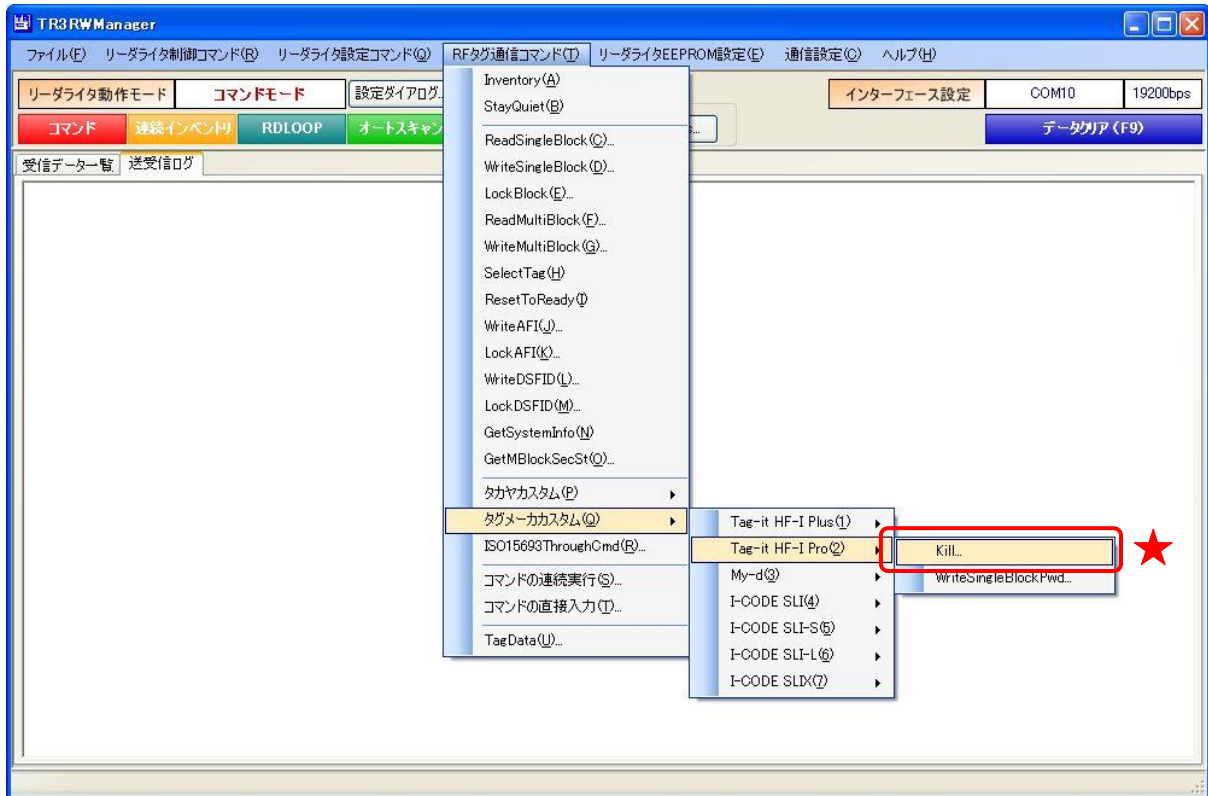 TR3RWManager
ファイル(F) リーダライタ制御コマンド(R) リーダライタ設定コマンド(Q) RFタグ通信コマンド(T) リーダライタEEPROM設定(E) 通信設定(C) ヘルプ(H)
リーダライタ動作モード コマンドモード 設定ダイアログ インターフェース設定 COM10 19200bps
コマンド 連続インベントリ RDLOOP オートスキャン データクリア (F9)
受信データ一覧 送受信ログ
Inventory(A)
StayQuiet(B)
ReadSingleBlock(C)...
WriteSingleBlock(D)...
LockBlock(E)...
ReadMultiBlock(F)...
WriteMultiBlock(G)...
SelectTag(H)
ResetToReady(I)
WriteAFI(J)...
LockAFI(K)...
WriteDSFID(L)...
LockDSFID(M)...
GetSystemInfo(N)
GetMBlockSecSt(O)...
タカヤカスタム(P)
タグメーカカスタム(Q) Tag-it HF-I Plus(1)
ISO15693ThroughCmd(R)... Tag-it HF-I Pro(2) Kill...
コマンドの連続実行(S)... My-d(3) WriteSingleBlockPwd...
コマンドの直接入力(T)... I-CODE SLI(4)
I-CODE SLI-S(5)
TagData(U)... I-CODE SLI-L(6)
I-CODE SLIX(7)